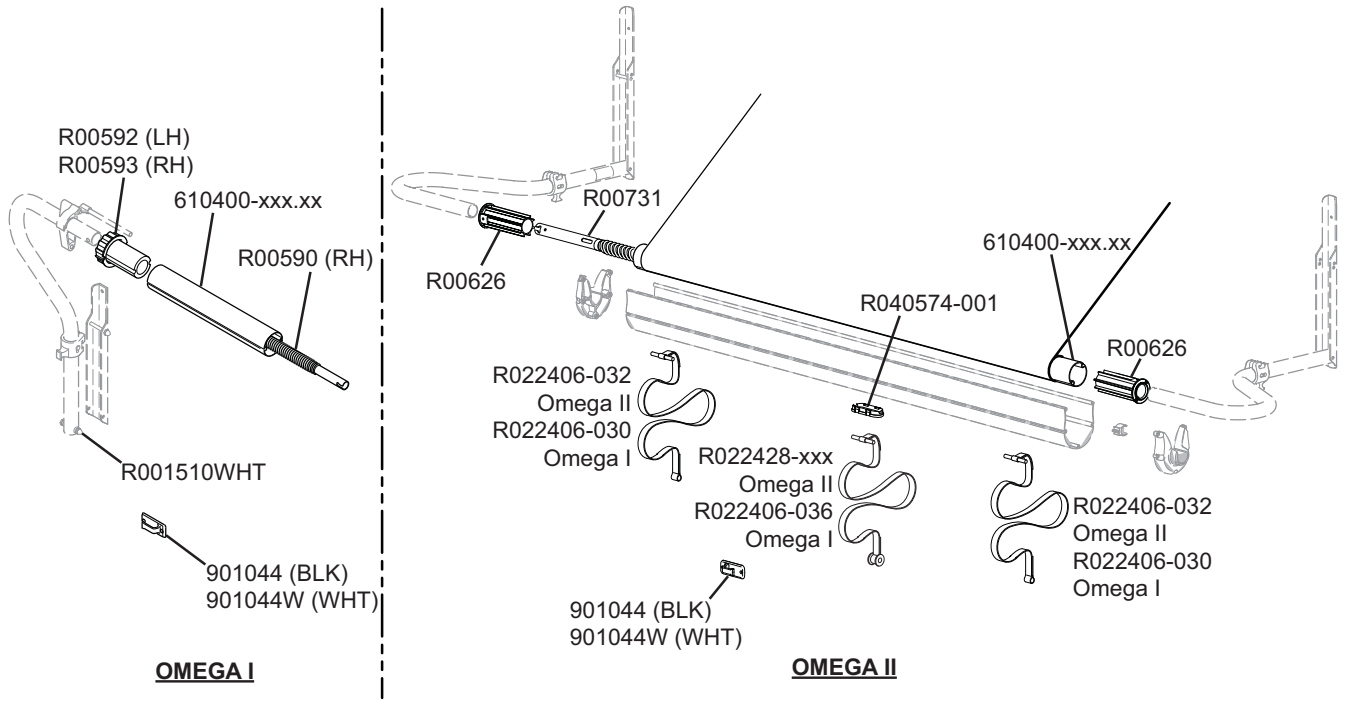 R00592 (LH)
R00593 (RH)
610400-xxx.xx
R00590 (RH)
R001510WHT
901044 (BLK)
901044W (WHT)
OMEGA I
R00731
R00626
610400-xxx.xx
R040574-001
R00626
R022406-032
Omega II
R022406-030
Omega I
R022428-xxx
Omega II
R022406-036
Omega I
R022406-032
Omega II
R022406-030
Omega I
901044 (BLK)
901044W (WHT)
OMEGA II